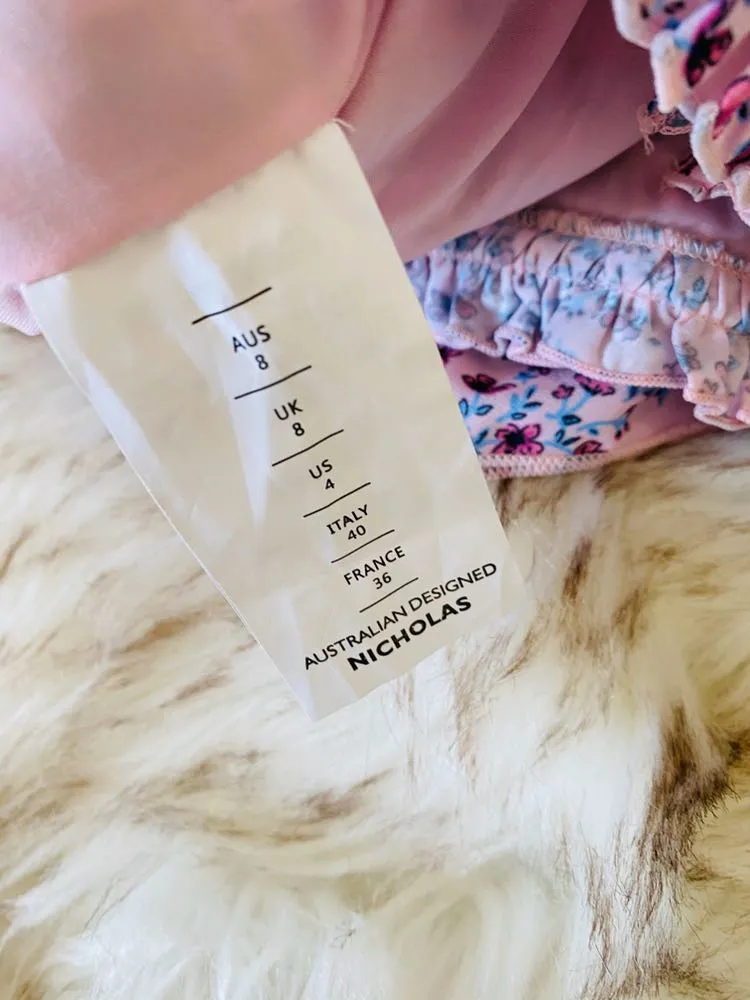 AUS
8
UK
8
US
4
ITALY
40
FRANCE
36
AUSTRALIAN DESIGNED
NICHOLAS